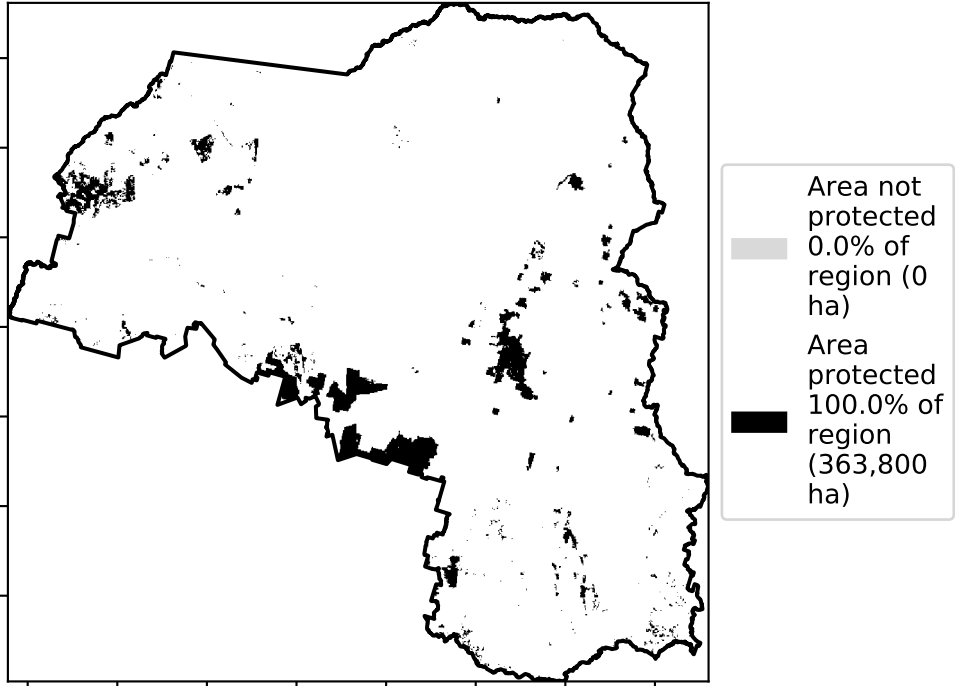 Area not
protected
0.0% of
region (0
ha)
Area
protected
100.0% of
region
(363,800
ha)